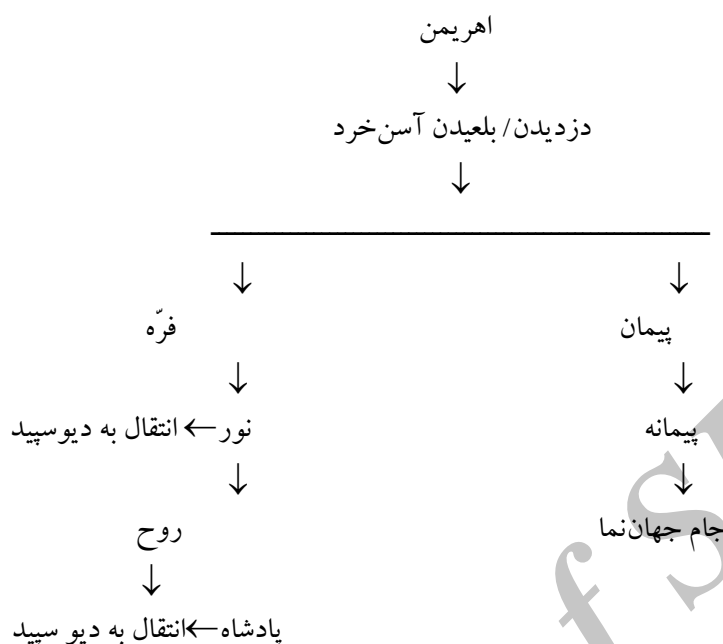 اهریمن
↓
دزدیدن/ بلعیدن آسن‌خرد
↓
↓ ↓
پیمان فرّه
↓ ↓
پیمانه نور← انتقال به دیوسپید
↓ ↓
جام جهان‌نما روح
↓
پادشاه←انتقال به دیو سپید
f S